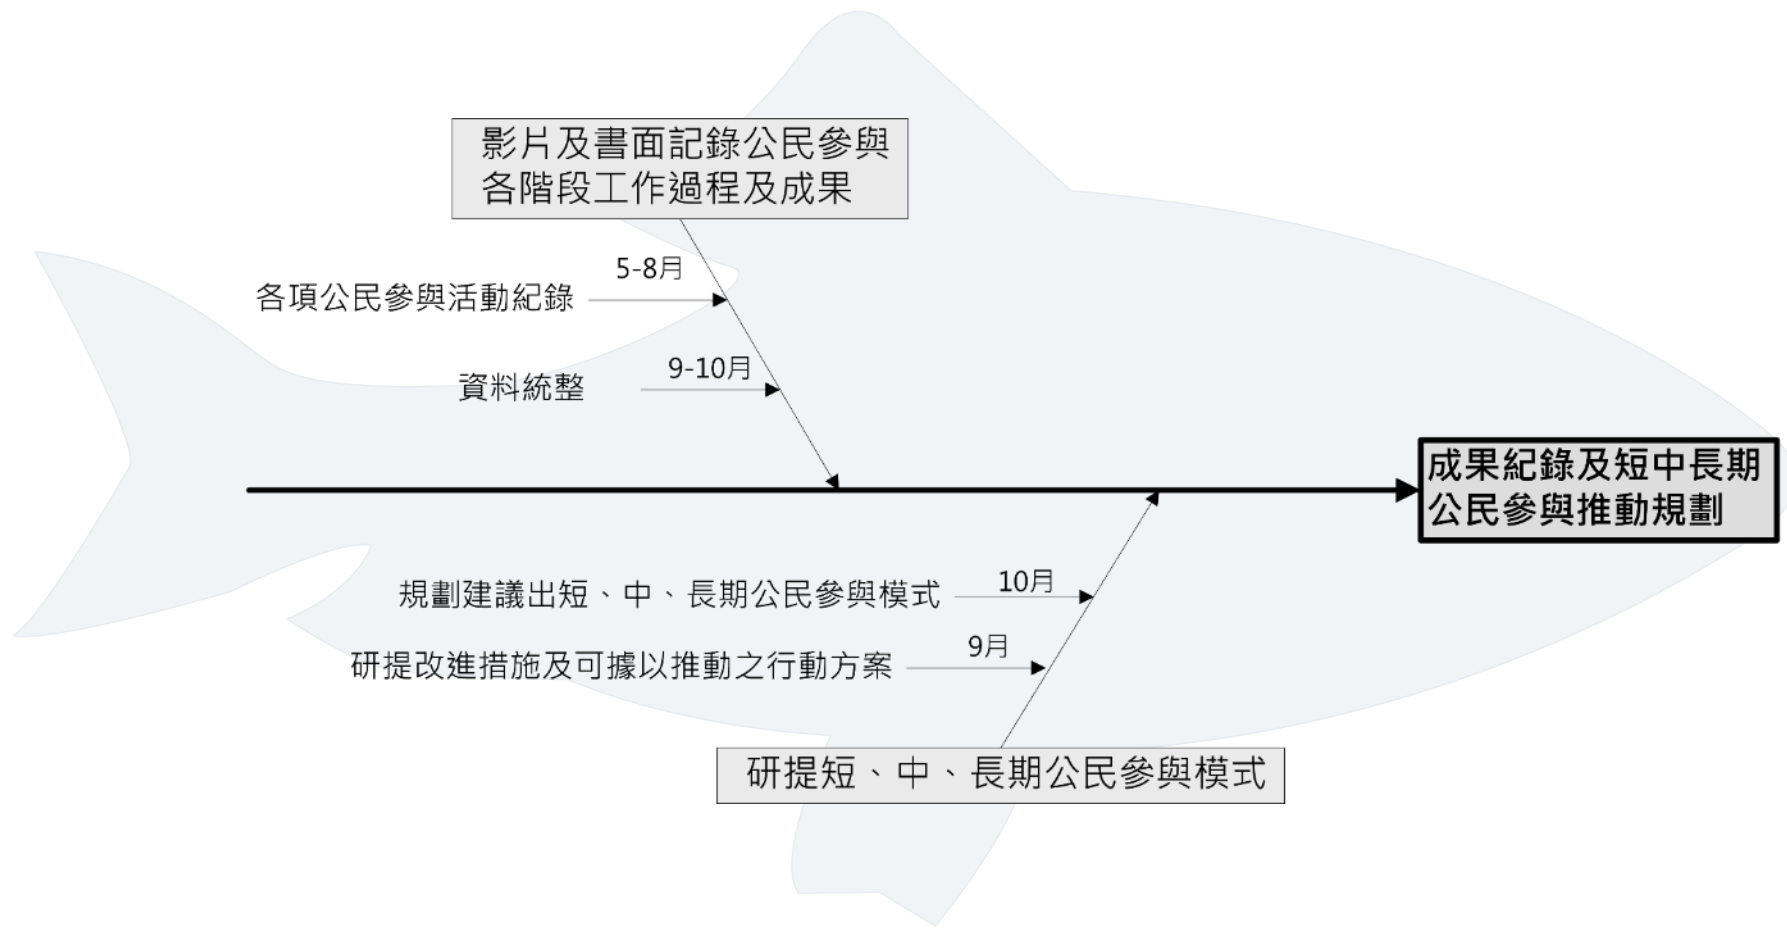 影片及書面記錄公民參與
各階段工作過程及成果
5-8月
各項公民參與活動紀錄
9-10月
資料統整
成果紀錄及短中長期
公民參與推動規劃
10月
規劃建議出短、中、長期公民參與模式
9月
研提改進措施及可據以推動之行動方案
研提短、中、長期公民參與模式